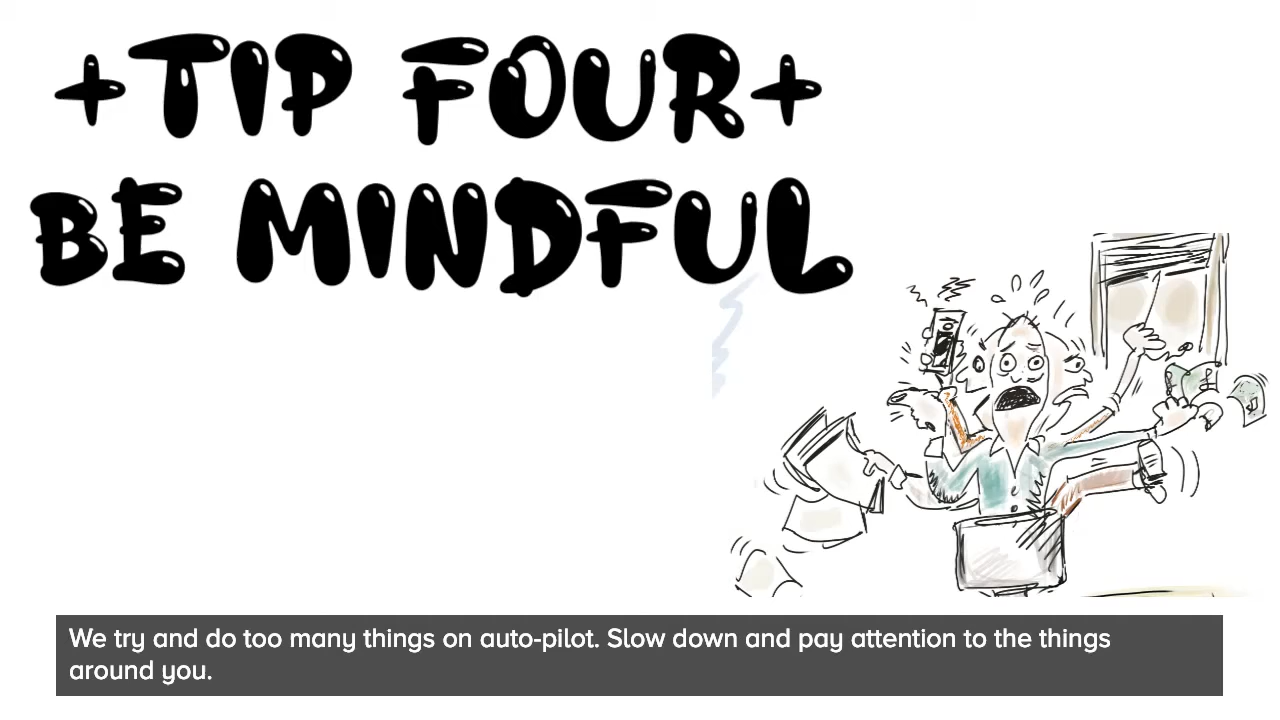 +TIP FOUR+
BE MINDFUL
We try and do too many things on auto-pilot. Slow down and pay attention to the things
around you.